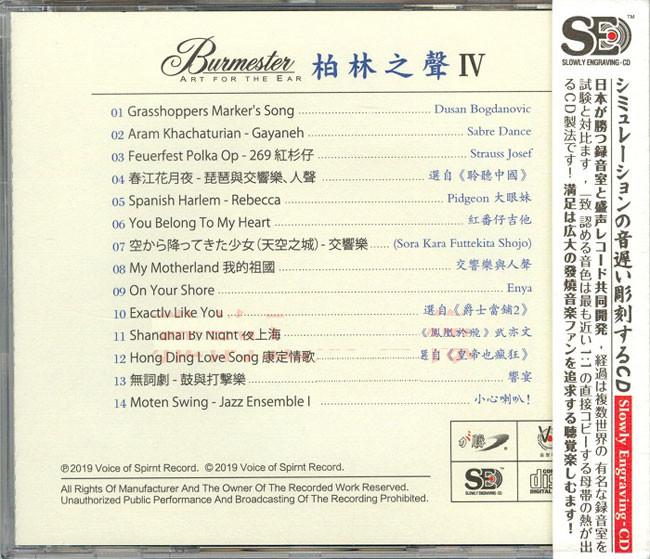 Burmester
ART FOR THE EAR
柏林之聲 IV
01 Grasshoppers Marker's Song Dusan Bogdanovic
02 Aram Khachaturian - Gayaneh Sabre Dance
03 Feuerfest Polka Op - 269 紅杉仔 Strauss Josef
04 春江花月夜 - 琵琶與交響樂、人聲 選自《聆聽中國》
05 Spanish Harlem - Rebecca Pidgeon 大眼妹
06 You Belong To My Heart 紅番仔吉他
07 空から降ってきた少女(天空之城) - 交響樂 (Sora Kara Futtekita Shojo)
08 My Motherland 我的祖國 交響樂與人聲
09 On Your Shore Enya
10 Exactly Like You 選自《爵士當鋪2》
11 Shanghai By Night 夜上海 《鳳凰於飛》武亦文
12 Hong Ding Love Song 康定情歌 《皇帝也瘋狂》
13 無詞劇 - 鼓與打擊樂 饗宴
14 Moten Swing - Jazz Ensemble I 小心喇叭!
℗2019 Voice of Spirnt Record. ©2019 Voice of Spirnt Record.
All Rights Of Manufacturer And The Owner Of The Recorded Work Reserved.
Unauthorized Public Performance And Broadcasting Of The Recording Prohibited.
SLOWLY ENGRAVING-CD
DIGITAL
TM
SLOWLY ENGRAVING-CD
シミュレーションの音遅い彫刻するCD Slowly Engraving-CD
日本が勝つ録音室と盛声レコード共同開発，経過は複数世界の 有名な録音室を
試験と対比ます，一致 認める音色は最も近い1:1の直接コピーする母帯の熱が出
るCD製法です! 満足は広大の發燒音楽ファンを追求する聴覚楽しむます!